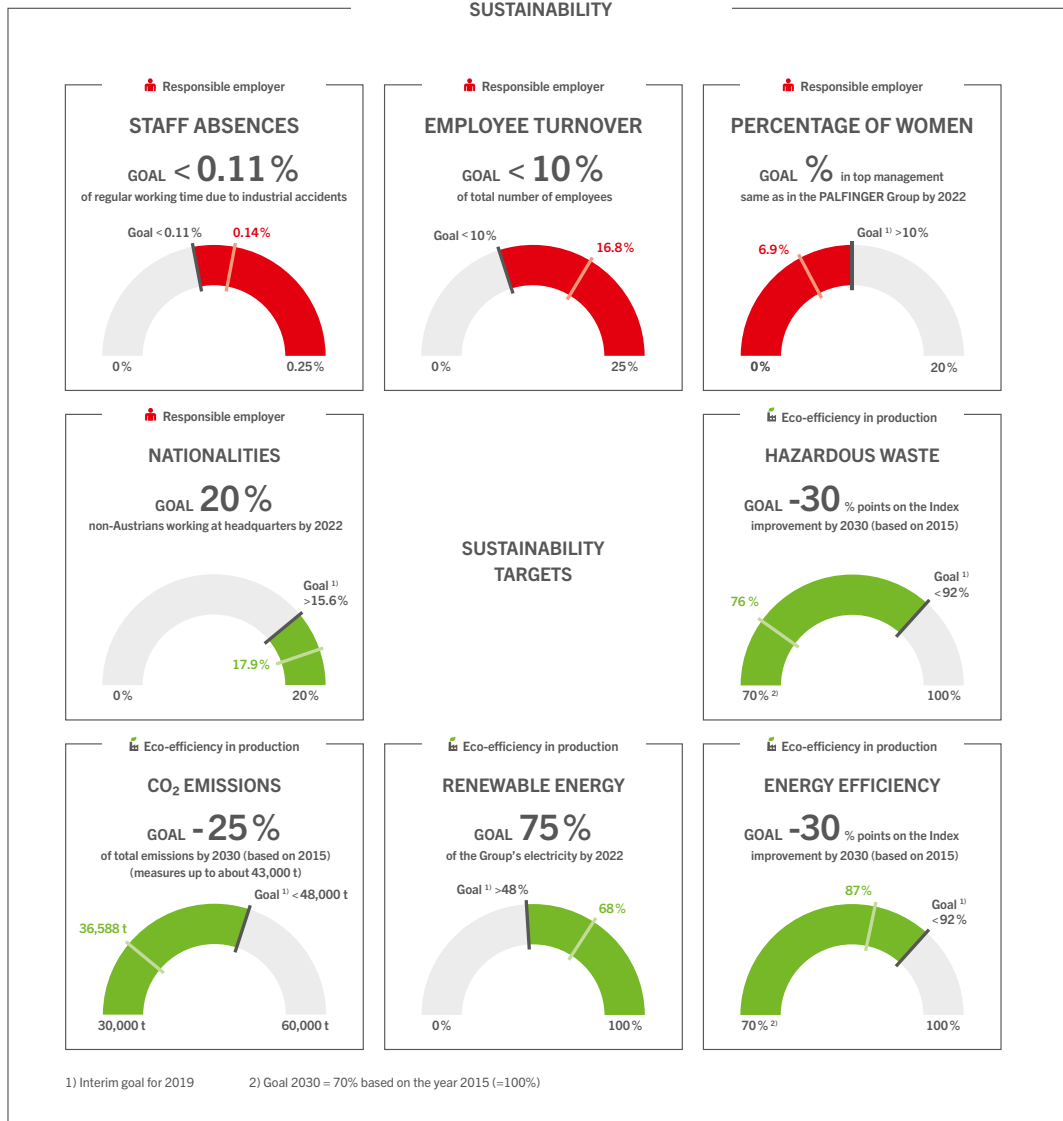 SUSTAINABILITY
Responsible employer
STAFF ABSENCES
GOAL < 0.11 %
of regular working time due to industrial accidents
Goal < 0.11 %
0.14 %
0 %
0.25 %
Responsible employer
EMPLOYEE TURNOVER
GOAL < 10 %
of total number of employees
Goal < 10 %
16.8 %
0 %
25 %
Responsible employer
PERCENTAGE OF WOMEN
GOAL % in top management
same as in the PALFINGER Group by 2022
Goal 1) >10 %
6.9 %
0 %
20 %
Responsible employer
NATIONALITIES
GOAL 20 %
non-Austrians working at headquarters by 2022
Goal 1)
>15.6 %
17.9 %
0 %
20 %
SUSTAINABILITY
TARGETS
Eco-efficiency in production
HAZARDOUS WASTE
GOAL -30 % points on the Index
improvement by 2030 (based on 2015)
Goal 1)
< 92 %
76 %
70 % 2)
100 %
Eco-efficiency in production
CO₂ EMISSIONS
GOAL - 25 %
of total emissions by 2030 (based on 2015)
(measures up to about 43,000 t)
Goal 1) < 48,000 t
36,588 t
30,000 t
60,000 t
Eco-efficiency in production
RENEWABLE ENERGY
GOAL 75 %
of the Group's electricity by 2022
Goal 1) >48 %
68 %
0 %
100 %
Eco-efficiency in production
ENERGY EFFICIENCY
GOAL -30 % points on the Index
improvement by 2030 (based on 2015)
87 %
Goal 1)
< 92 %
70 % 2)
100 %
1) Interim goal for 2019
2) Goal 2030 = 70% based on the year 2015 (=100%)